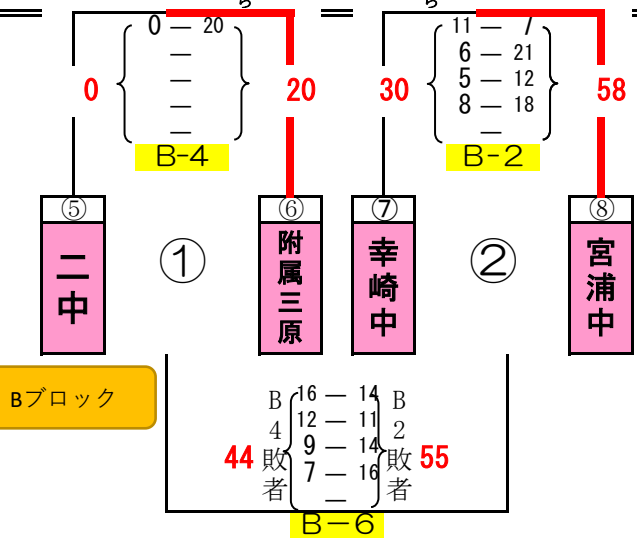 ら
ら
0 ― 20
―
―
―
―
0
20
B-4
11 ― 7
6 ― 21
5 ― 12
8 ― 18
―
30
58
B-2
⑤
二中
⑥
附属三原
⑦
幸崎中
⑧
宮浦中
①
②
Bブロック
B4敗者
16 ― 14
12 ― 11
9 ― 14
7 ― 16
―
B2敗者
44
55
B－6